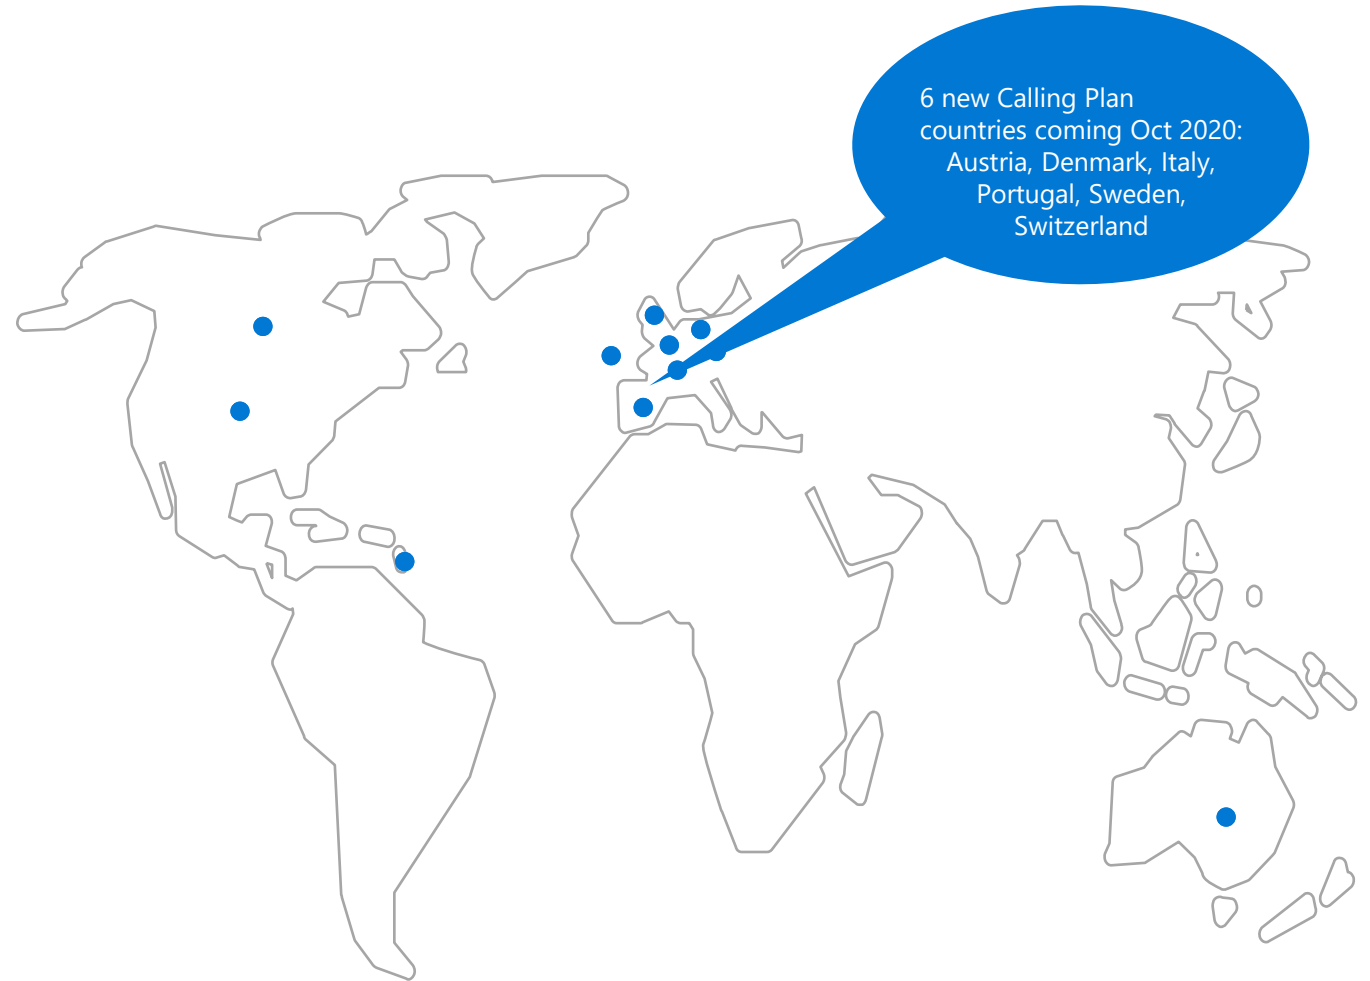 6 new Calling Plan
countries coming Oct 2020:
Austria, Denmark, Italy,
Portugal, Sweden,
Switzerland